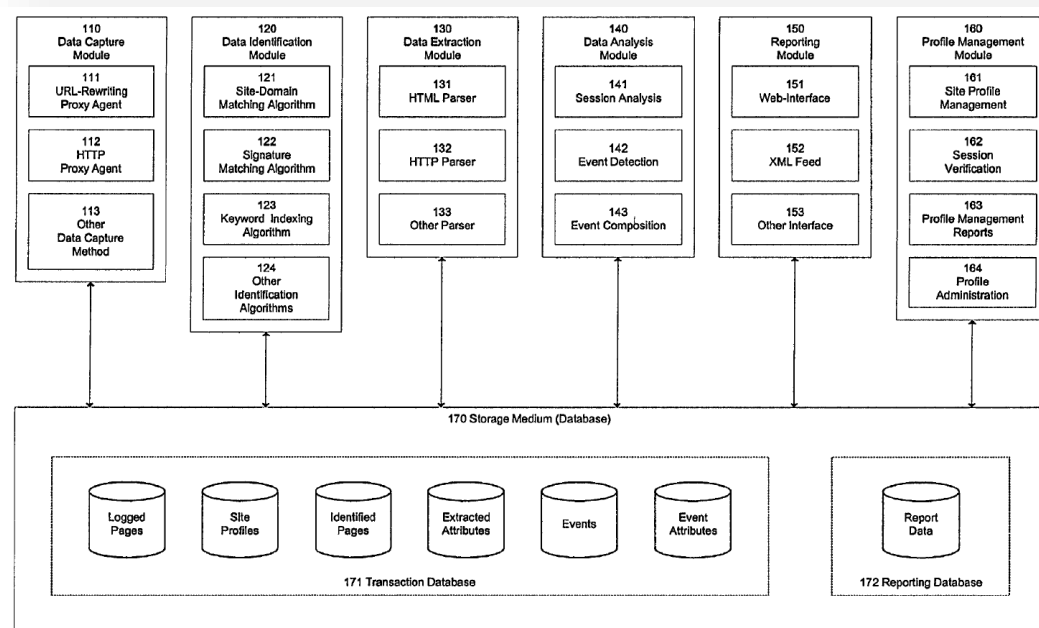 110
Data Capture
Module
111
URL-Rewriting
Proxy Agent
112
HTTP
Proxy Agent
113
Other
Data Capture
Method
120
Data Identification
Module
121
Site-Domain
Matching Algorithm
122
Signature
Matching Algorithm
123
Keyword Indexing
Algorithm
124
Other
Identification
Algorithms
130
Data Extraction
Module
131
HTML Parser
132
HTTP Parser
133
Other Parser
140
Data Analysis
Module
141
Session Analysis
142
Event Detection
143
Event Composition
150
Reporting
Module
151
Web-Interface
152
XML Feed
153
Other Interface
160
Profile Management
Module
161
Site Profile
Management
162
Session
Verification
163
Profile Management
Reports
164
Profile
Administration
170 Storage Medium (Database)
Logged
Pages
Site
Profiles
Identified
Pages
Extracted
Attributes
Events
Event
Attributes
171 Transaction Database
Report
Data
172 Reporting Database